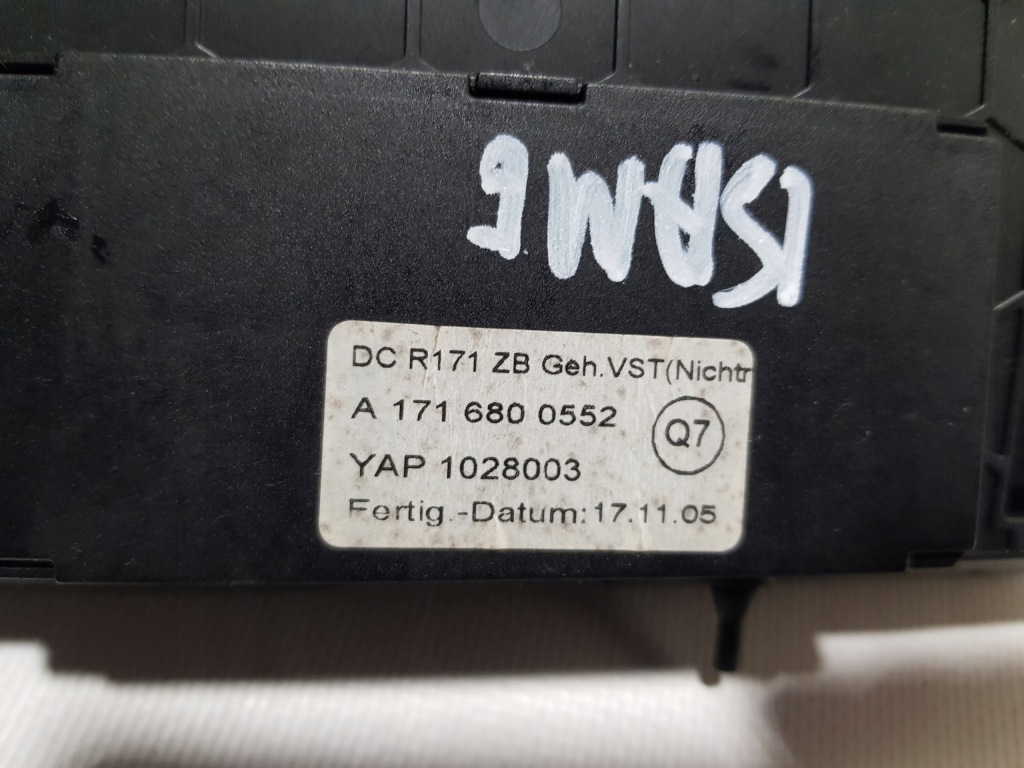 DC R171 ZB Geh.VST(Nichtr
A 171 680 0552
Q7
YAP 1028003
Fertig.-Datum:17.11.05